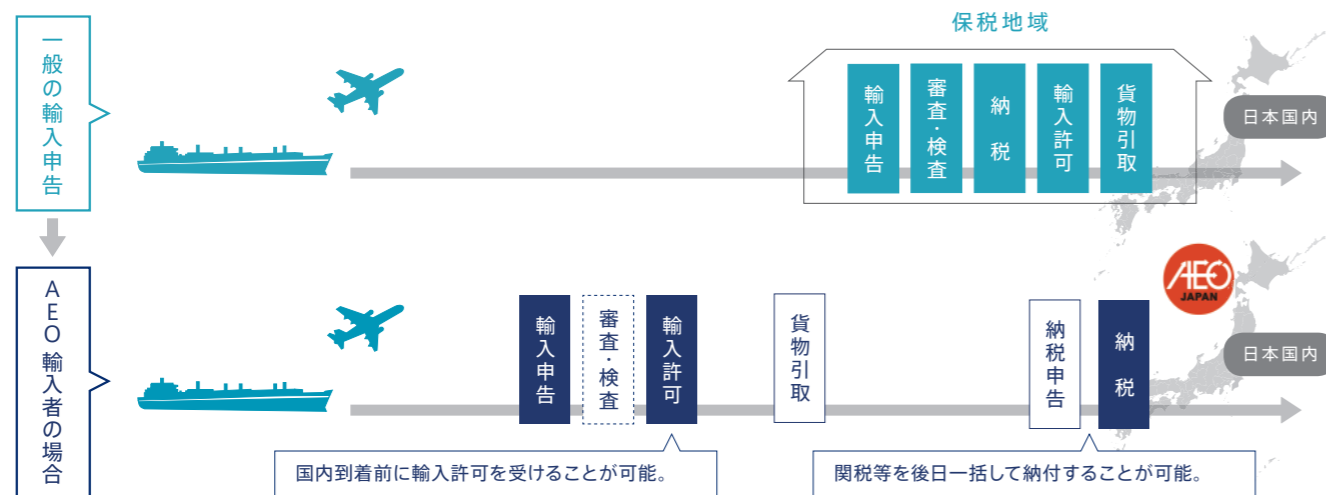 一般の輸入申告
保税地域
輸入申告
審査・検査
納税
輸入許可
貨物引取
日本国内
AEO輸入者の場合
輸入申告
審査・検査
輸入許可
貨物引取
納税申告
納税
AEO
JAPAN
日本国内
国内到着前に輸入許可を受けることが可能。
関税等を後日一括して納付することが可能。